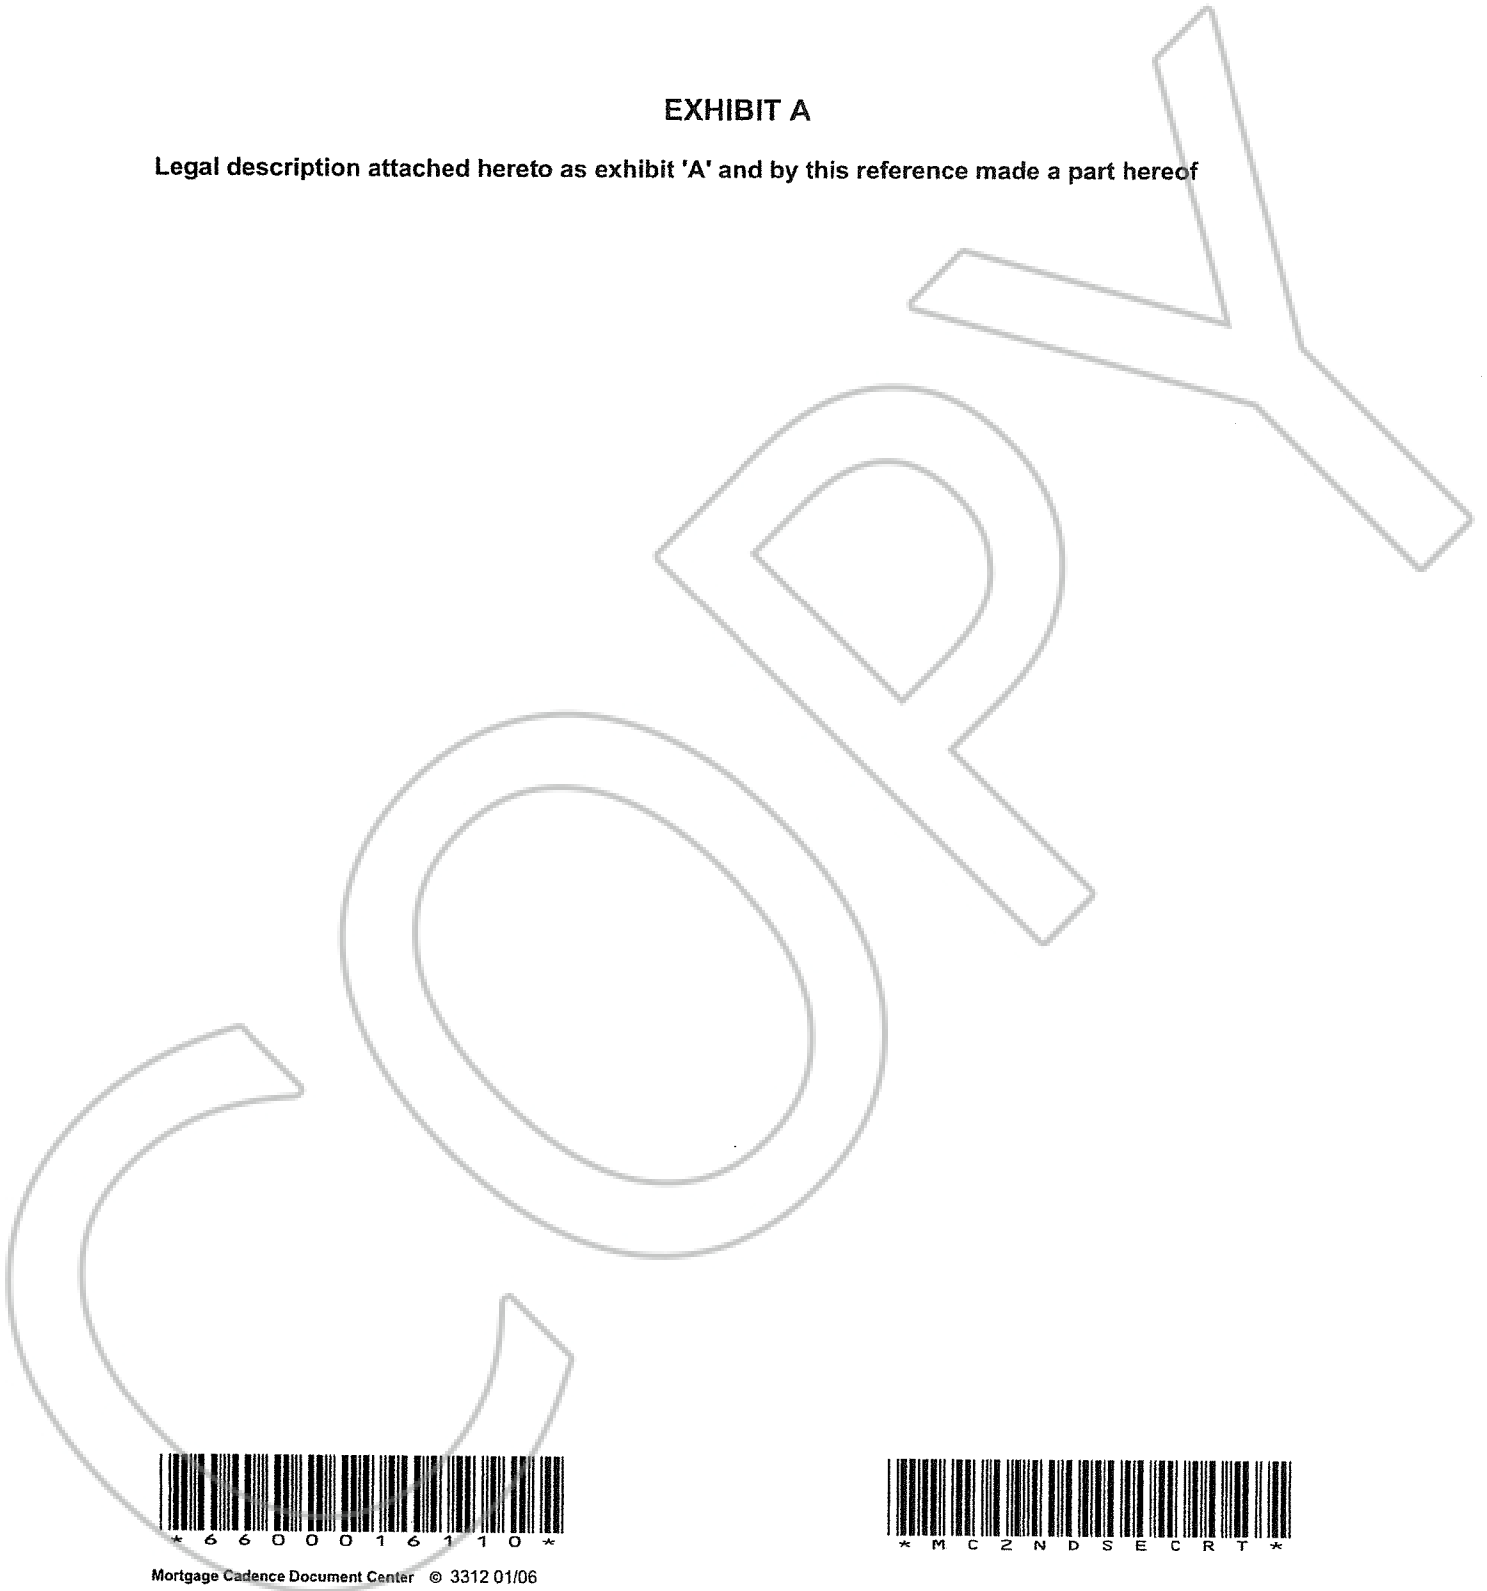 EXHIBIT A
Legal description attached hereto as exhibit 'A' and by this reference made a part hereof
COPY
*6600016110*
*MC2NDSECRT*
Mortgage Cadence Document Center © 3312 01/06